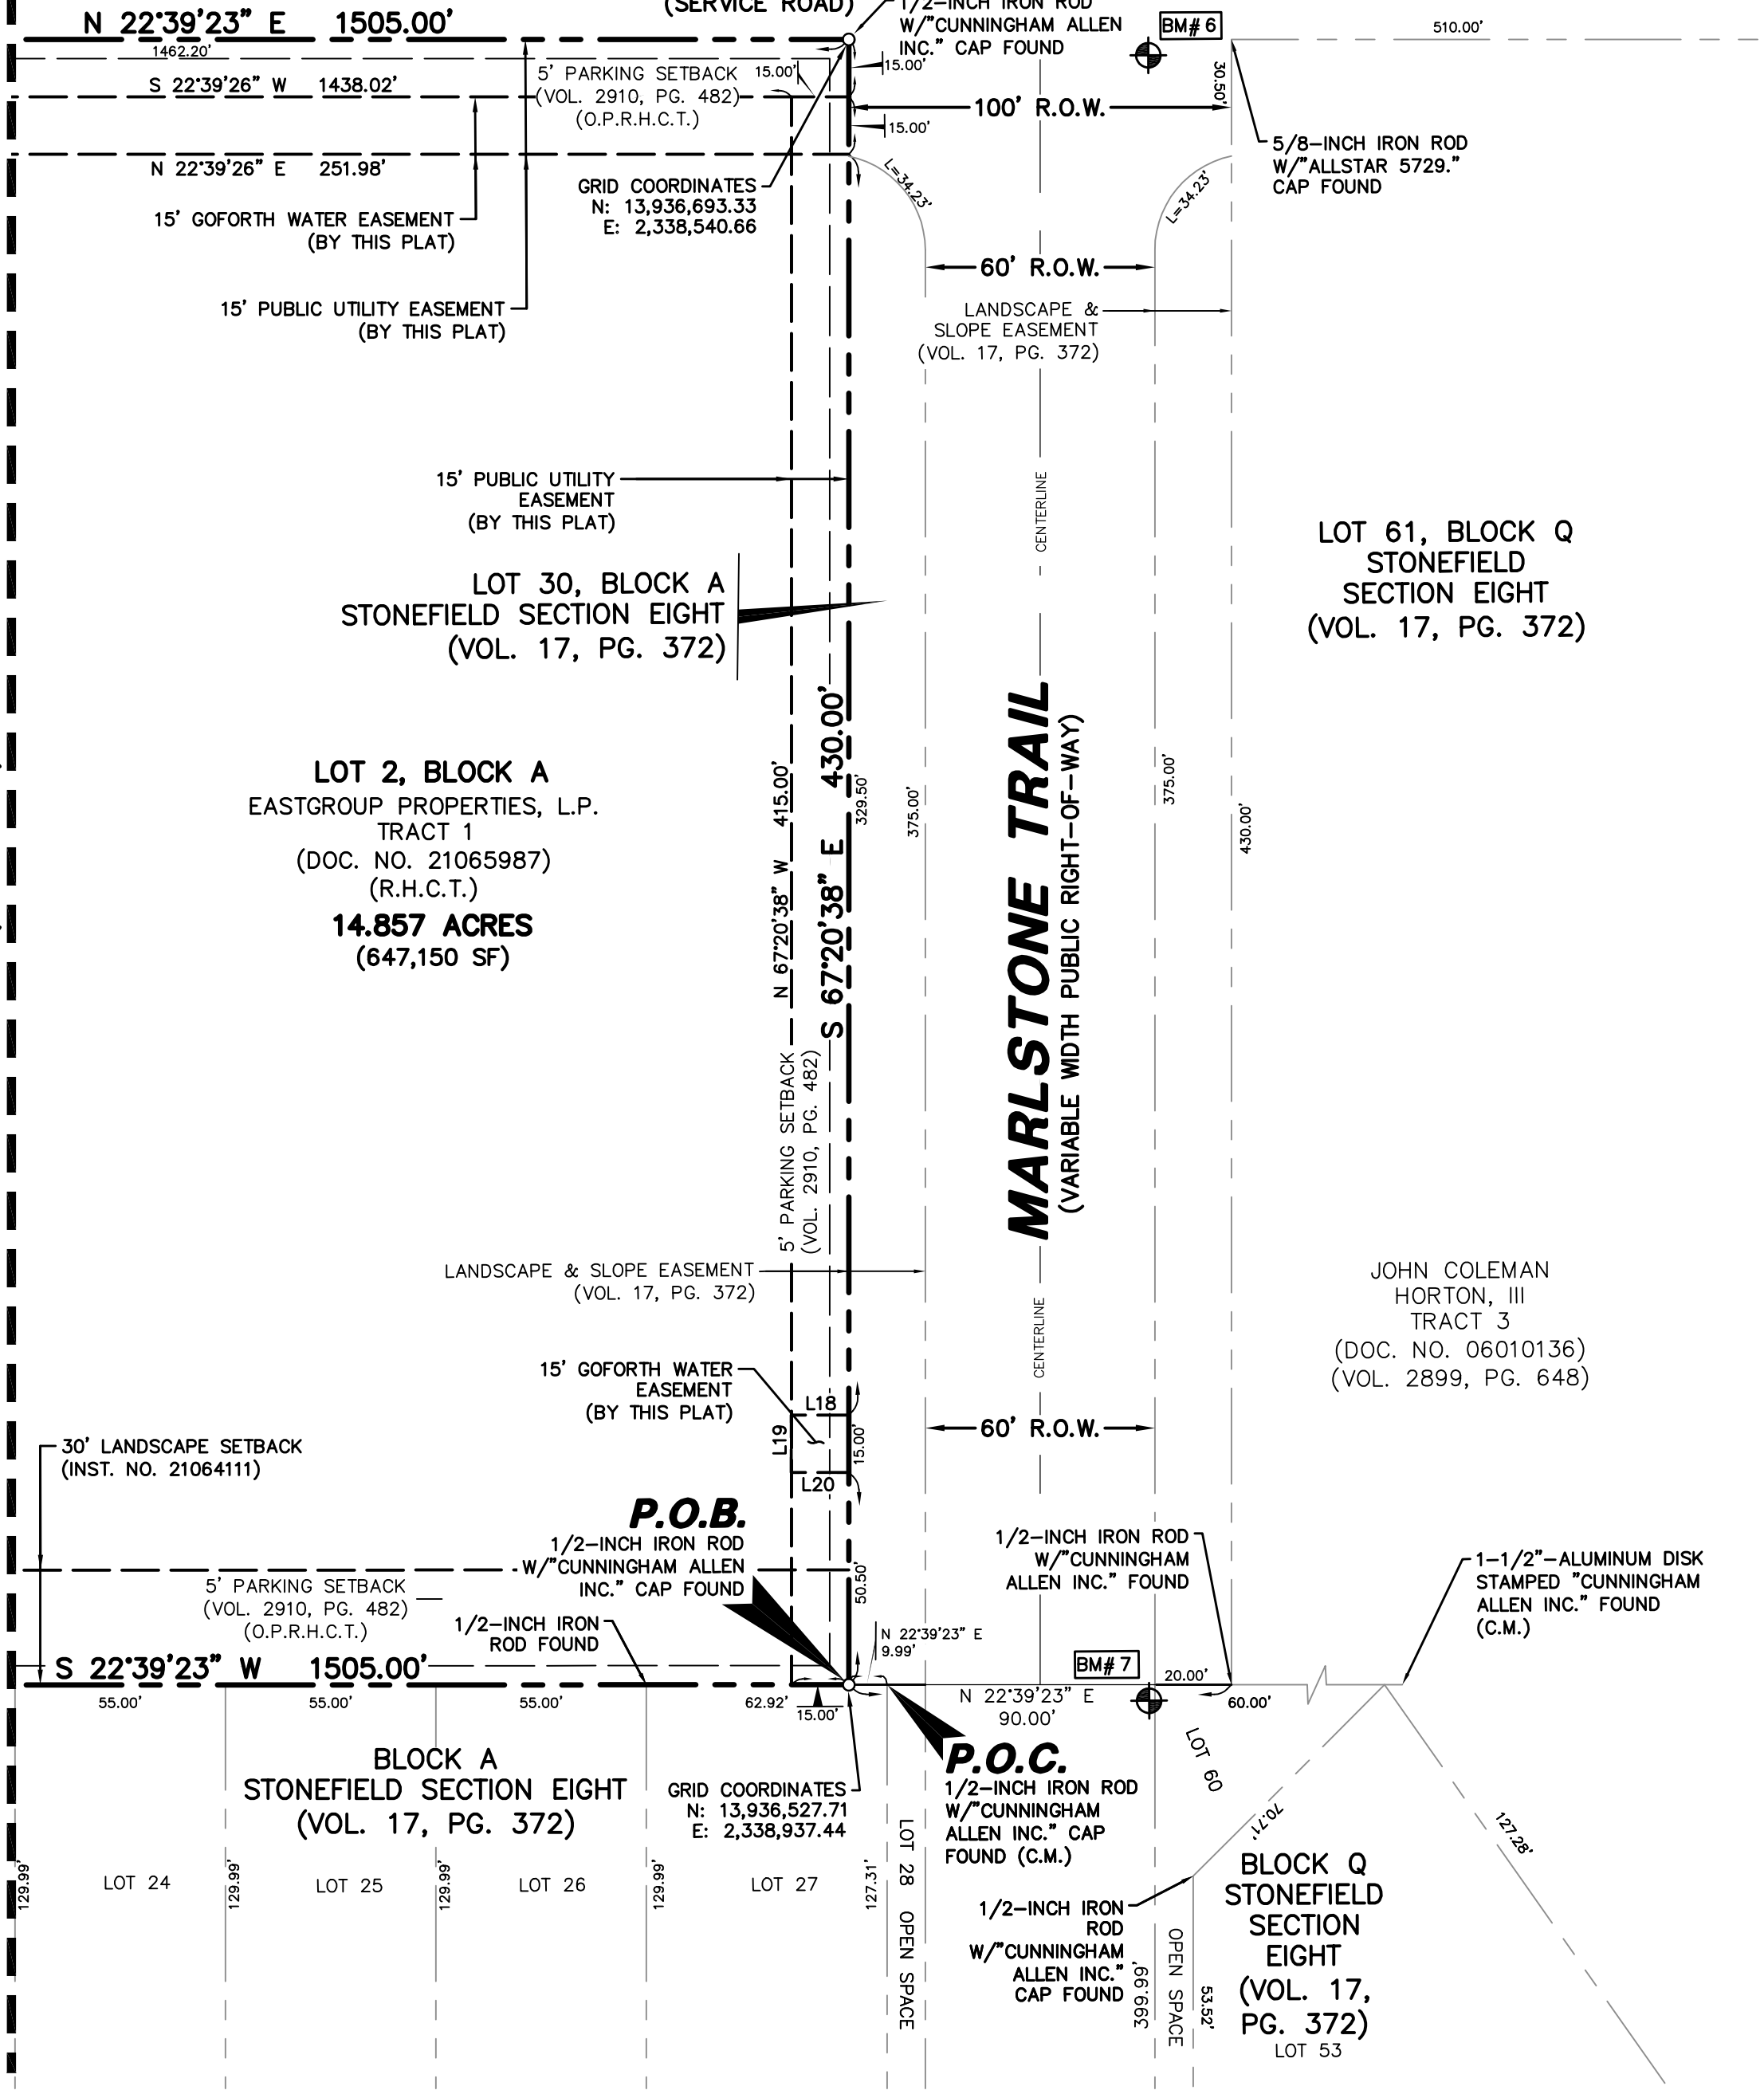 (SERVICE ROAD)
N 22°39'23" E 1505.00'
1462.20'
1/2-INCH IRON ROD
W/"CUNNINGHAM ALLEN
INC." CAP FOUND
BM# 6
510.00'
S 22°39'26" W 1438.02'
5' PARKING SETBACK
(VOL. 2910, PG. 482)
(O.P.R.H.C.T.)
15.00'
15.00'
15.00'
100' R.O.W.
30.50'
5/8-INCH IRON ROD
W/"ALLSTAR 5729."
CAP FOUND
N 22°39'26" E 251.98'
15' GOFORTH WATER EASEMENT
(BY THIS PLAT)
GRID COORDINATES
N: 13,936,693.33
E: 2,338,540.66
L=34.23'
L=34.23'
60' R.O.W.
15' PUBLIC UTILITY EASEMENT
(BY THIS PLAT)
LANDSCAPE &
SLOPE EASEMENT
(VOL. 17, PG. 372)
15' PUBLIC UTILITY
EASEMENT
(BY THIS PLAT)
CENTERLINE
LOT 61, BLOCK Q
STONEFIELD
SECTION EIGHT
(VOL. 17, PG. 372)
LOT 30, BLOCK A
STONEFIELD SECTION EIGHT
(VOL. 17, PG. 372)
LOT 2, BLOCK A
EASTGROUP PROPERTIES, L.P.
TRACT 1
(DOC. NO. 21065987)
(R.H.C.T.)
14.857 ACRES
(647,150 SF)
N 67°20'38" W 415.00'
S 67°20'38" E 430.00'
329.50'
375.00'
MARLSTONE TRAIL
(VARIABLE WIDTH PUBLIC RIGHT-OF-WAY)
375.00'
430.00'
5' PARKING SETBACK
(VOL. 2910, PG. 482)
LANDSCAPE & SLOPE EASEMENT
(VOL. 17, PG. 372)
CENTERLINE
JOHN COLEMAN
HORTON, III
TRACT 3
(DOC. NO. 06010136)
(VOL. 2899, PG. 648)
15' GOFORTH WATER
EASEMENT
(BY THIS PLAT)
L18
L19
L20
15.00'
60' R.O.W.
30' LANDSCAPE SETBACK
(INST. NO. 21064111)
P.O.B.
1/2-INCH IRON ROD
W/"CUNNINGHAM ALLEN
INC." CAP FOUND
50.50'
1/2-INCH IRON ROD
W/"CUNNINGHAM
ALLEN INC." FOUND
1-1/2"-ALUMINUM DISK
STAMPED "CUNNINGHAM
ALLEN INC." FOUND
(C.M.)
5' PARKING SETBACK
(VOL. 2910, PG. 482)
(O.P.R.H.C.T.)
1/2-INCH IRON
ROD FOUND
N 22°39'23" E
9.99'
BM# 7
S 22°39'23" W 1505.00'
20.00'
55.00'
55.00'
55.00'
62.92'
15.00'
N 22°39'23" E
90.00'
60.00'
BLOCK A
STONEFIELD SECTION EIGHT
(VOL. 17, PG. 372)
GRID COORDINATES
N: 13,936,527.71
E: 2,338,937.44
P.O.C.
1/2-INCH IRON ROD
W/"CUNNINGHAM
ALLEN INC." CAP
FOUND (C.M.)
LOT 60
70.71'
127.28'
129.99'
LOT 24
129.99'
LOT 25
129.99'
LOT 26
129.99'
LOT 27
127.31'
LOT 28 OPEN SPACE
1/2-INCH IRON
ROD
W/"CUNNINGHAM
ALLEN INC."
CAP FOUND
369.99'
OPEN SPACE
53.52'
BLOCK Q
STONEFIELD
SECTION
EIGHT
(VOL. 17,
PG. 372)
LOT 53